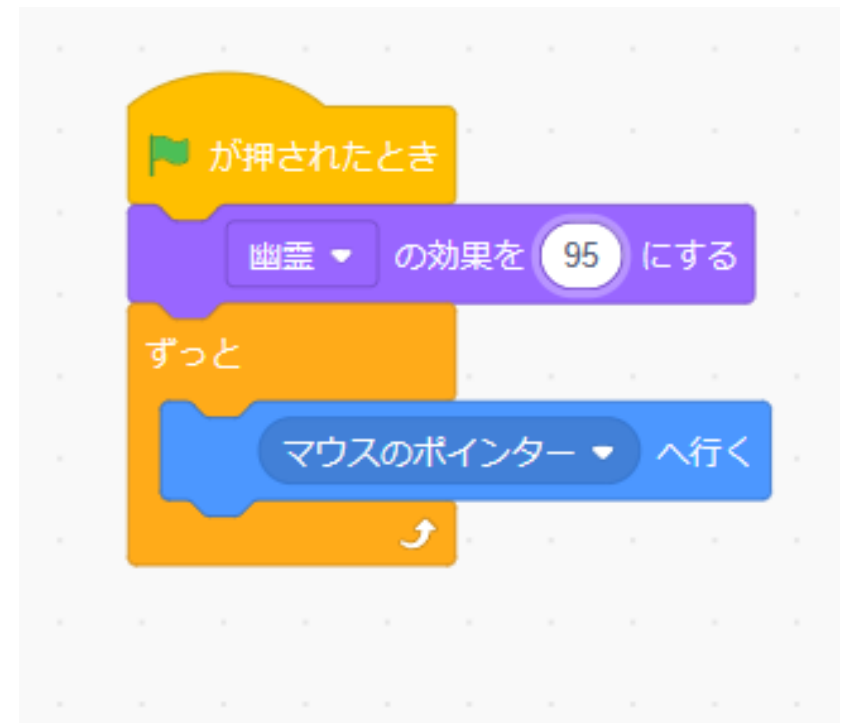 が押されたとき
幽霊 の効果を 95 にする
ずっと
マウスのポインター へ行く